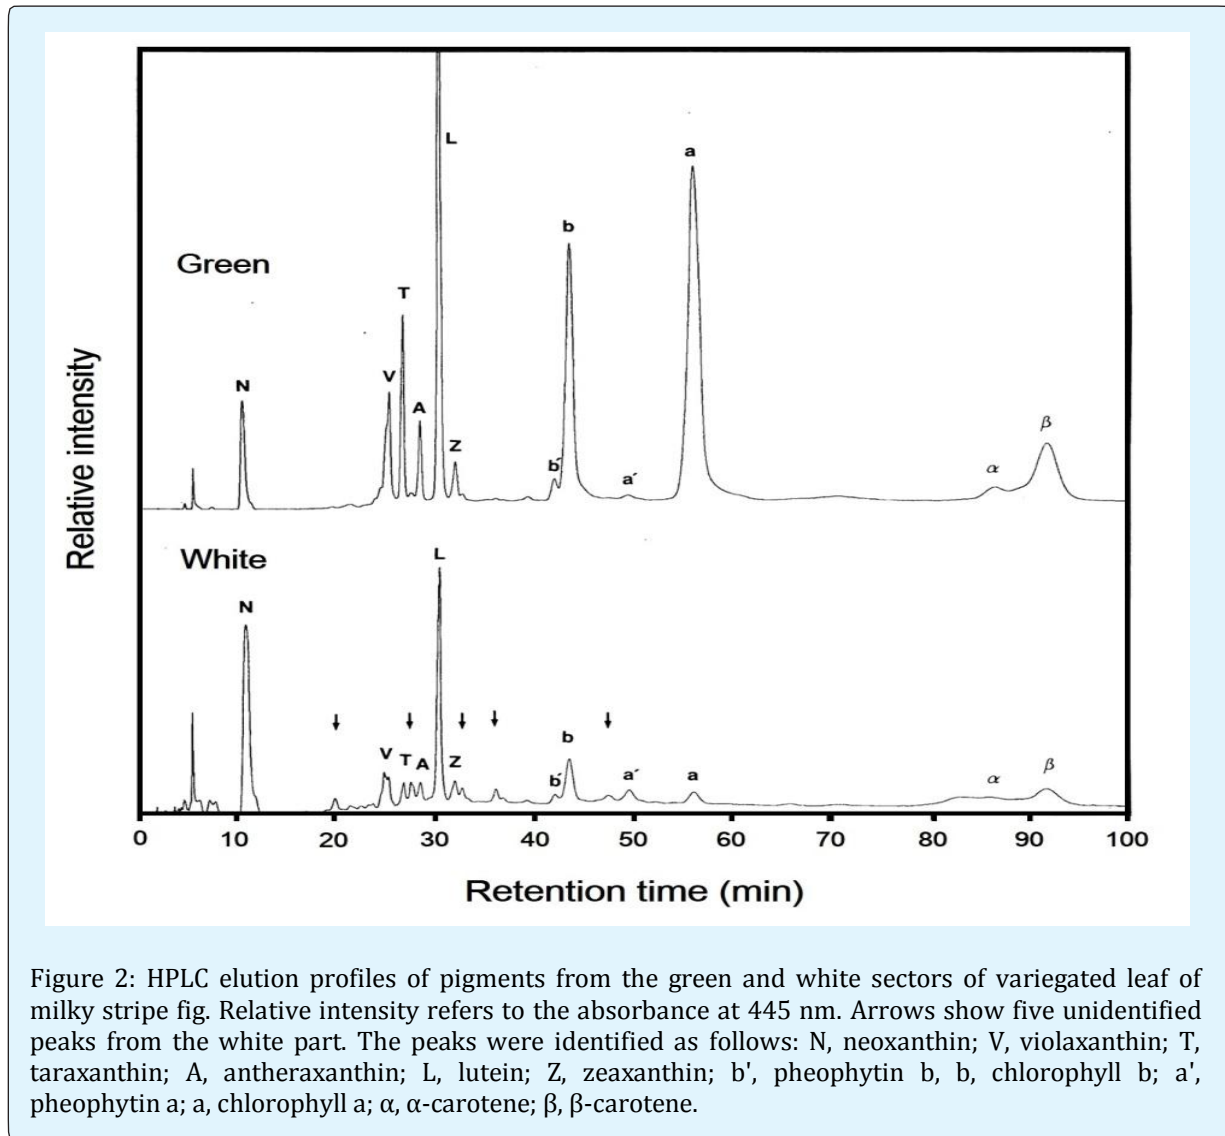 L
a
b
Green
T
V
N
A
Z
b´
a´
α
β
Relative intensity
White
L
N
V
T
A
Z
b´
b
a´
a
α
β
0 10 20 30 40 50 60 70 80 90 100
Retention time (min)
Figure 2: HPLC elution profiles of pigments from the green and white sectors of variegated leaf of
milky stripe fig. Relative intensity refers to the absorbance at 445 nm. Arrows show five unidentified
peaks from the white part. The peaks were identified as follows: N, neoxanthin; V, violaxanthin; T,
taraxanthin; A, antheraxanthin; L, lutein; Z, zeaxanthin; b', pheophytin b, b, chlorophyll b; a',
pheophytin a; a, chlorophyll a; α, α-carotene; β, β-carotene.